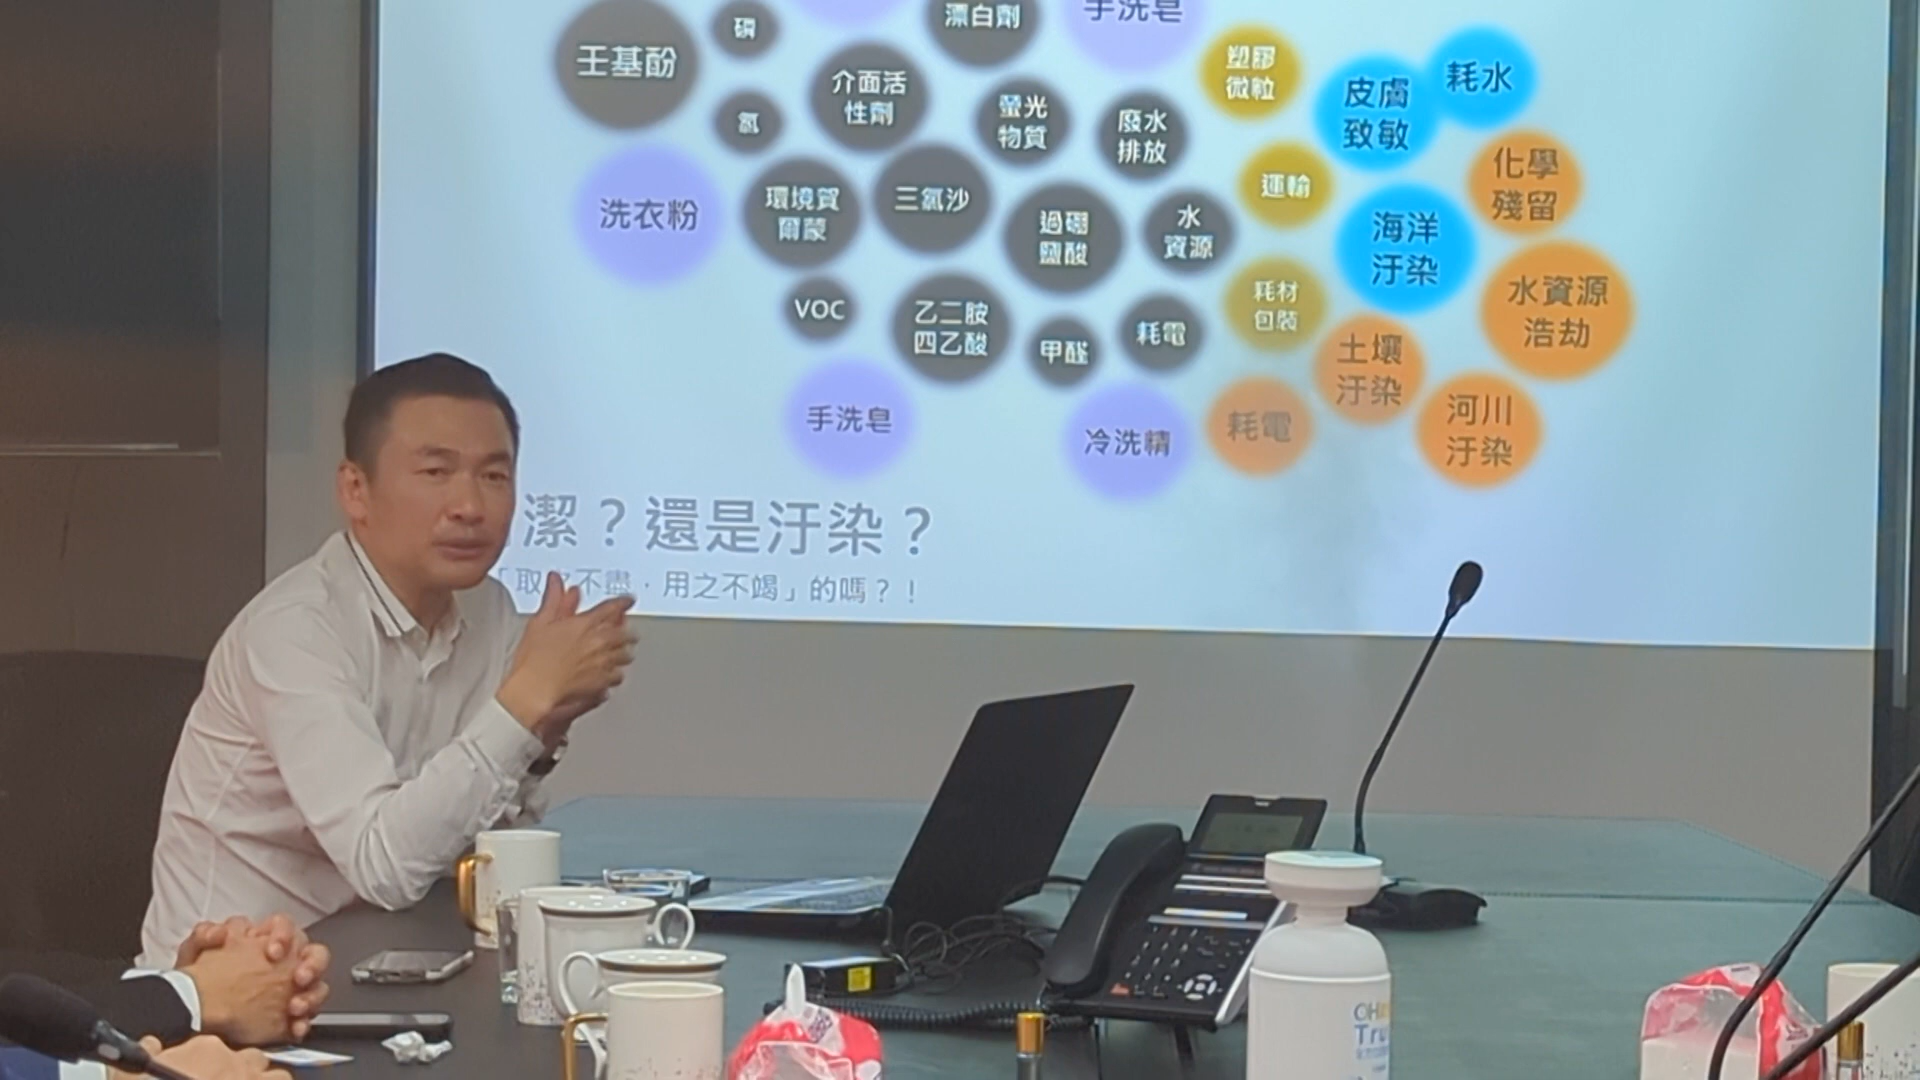 漂白劑
手洗皂
磷
壬基酚
介面活
性劑
塑膠
微粒
皮膚
致敏
耗水
氯
螢光
物質
廢水
排放
洗衣粉
環境賀
爾蒙
三氯沙
過硼
鹽酸
水
資源
運輸
海洋
汙染
化學
殘留
VOC
乙二胺
四乙酸
甲醛
耗電
耗材
包裝
土壤
汙染
水資源
浩劫
手洗皂
冷洗精
耗電
河川
汙染
潔？還是汙染？
「取之不盡．用之不竭」的嗎？！